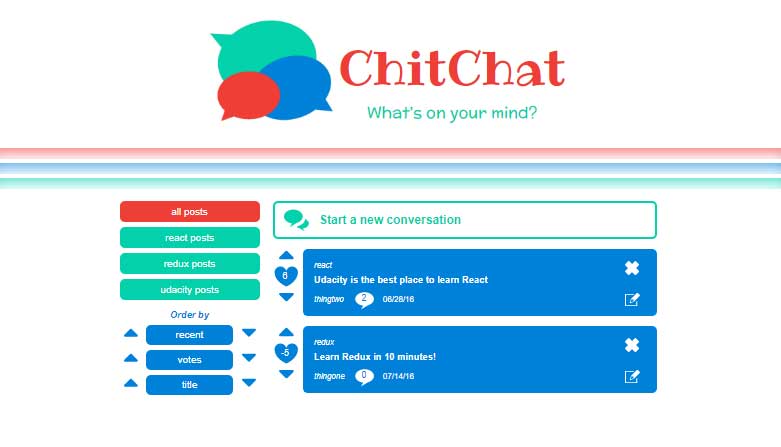 ChitChat
What's on your mind?
all posts
react posts
redux posts
udacity posts
Order by
recent
votes
title
Start a new conversation
6
react
Udacity is the best place to learn React
thingtwo 2 06/28/16
-5
redux
Learn Redux in 10 minutes!
thingone 0 07/14/16